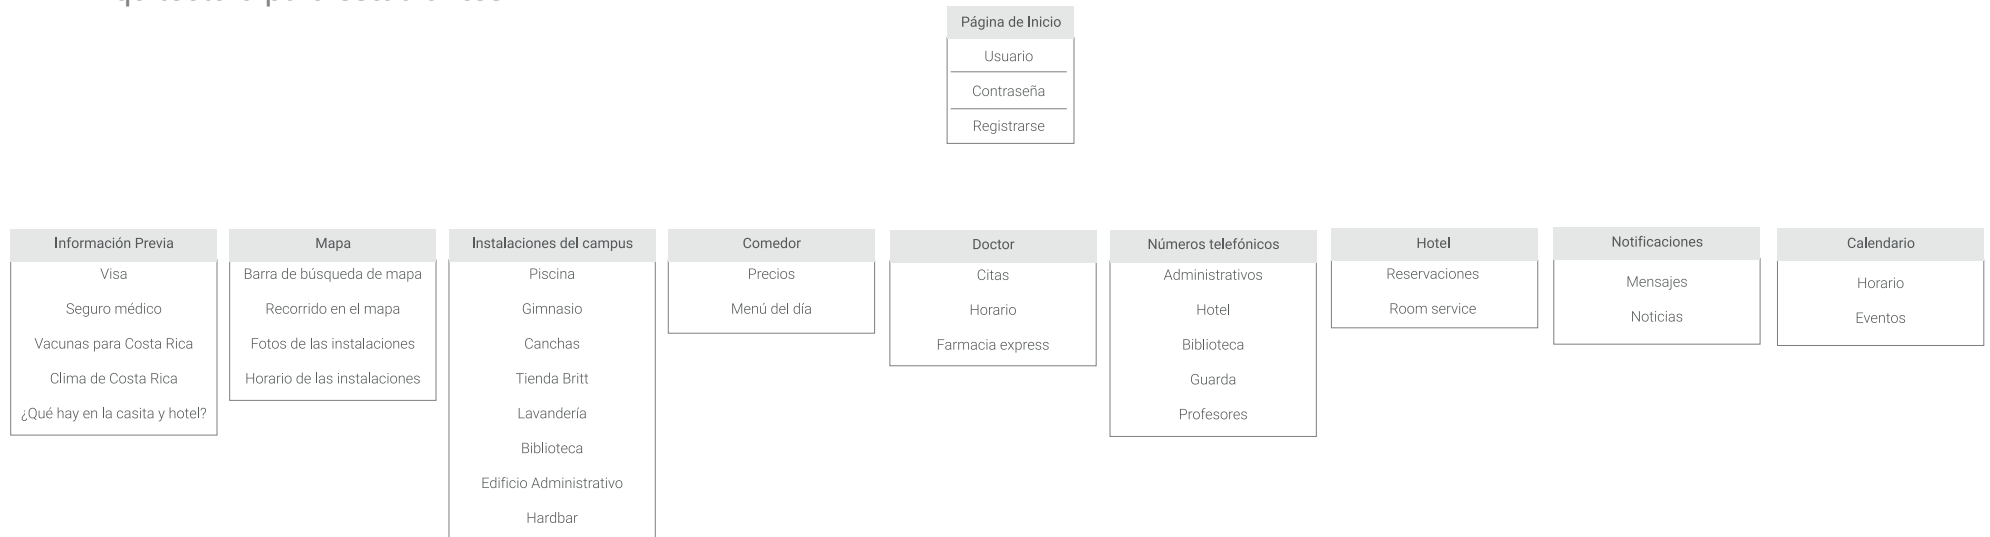 Página de Inicio
Usuario
Contraseña
Registrarse
Información Previa
Visa
Seguro médico
Vacunas para Costa Rica
Clima de Costa Rica
¿Qué hay en la casita y hotel?
Mapa
Barra de búsqueda de mapa
Recorrido en el mapa
Fotos de las instalaciones
Horario de las instalaciones
Instalaciones del campus
Piscina
Gimnasio
Canchas
Tienda Britt
Lavandería
Biblioteca
Edificio Administrativo
Hardbar
Comedor
Precios
Menú del día
Doctor
Citas
Horario
Farmacia express
Números telefónicos
Administrativos
Hotel
Biblioteca
Guarda
Profesores
Hotel
Reservaciones
Room service
Notificaciones
Mensajes
Noticias
Calendario
Horario
Eventos